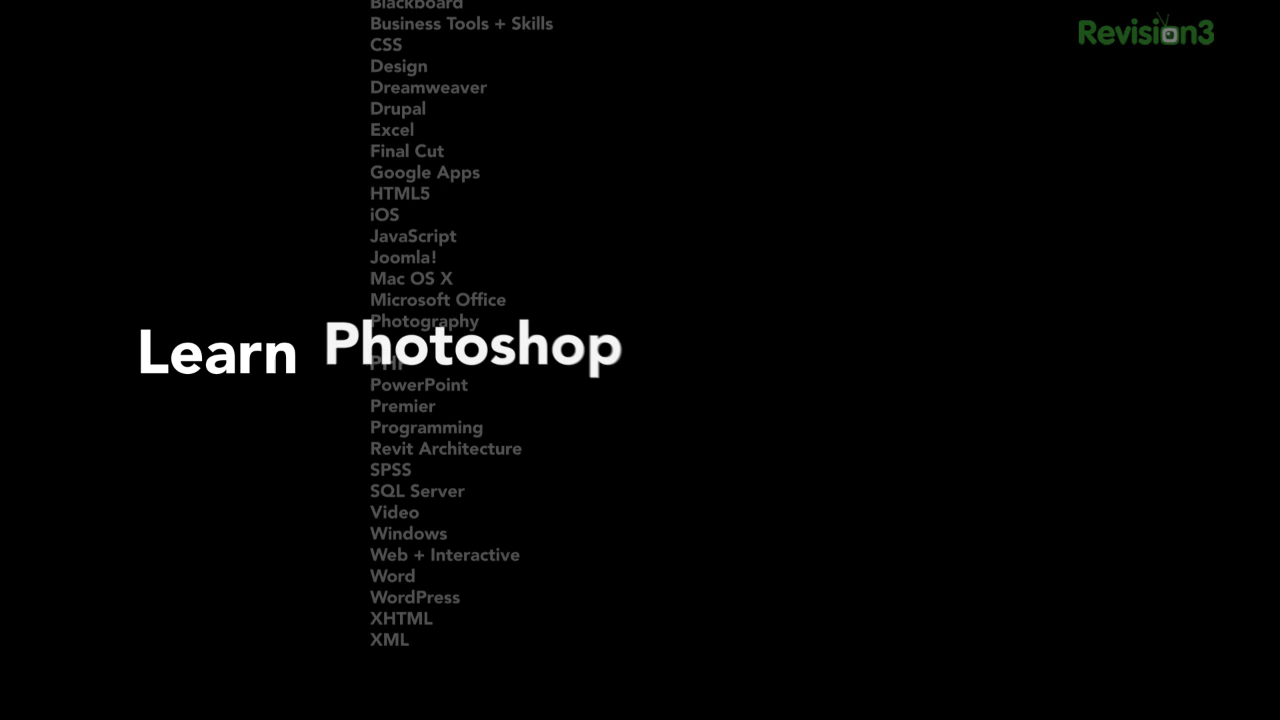 Blackboard
Business Tools + Skills
CSS
Design
Dreamweaver
Drupal
Excel
Final Cut
Google Apps
HTML5
iOS
JavaScript
Joomla!
Mac OS X
Microsoft Office
Photography
Learn Photoshop
PHP
PowerPoint
Premier
Programming
Revit Architecture
SPSS
SQL Server
Video
Windows
Web + Interactive
Word
WordPress
XHTML
XML
Revision3